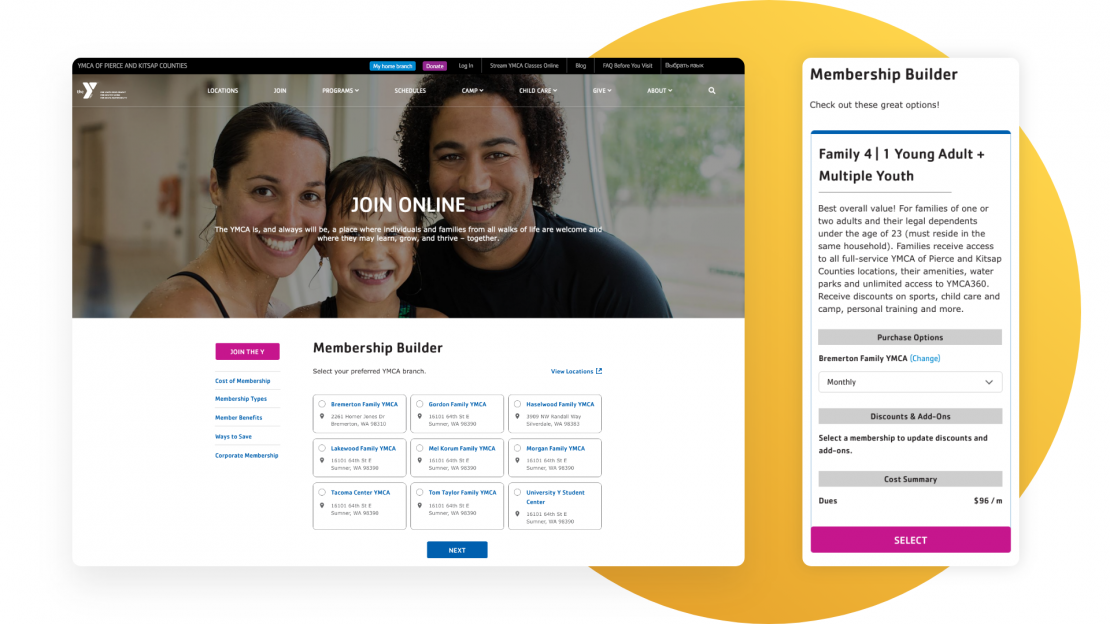 YMCA OF PIERCE AND KITSAP COUNTIES
My home branch
Donate
Log In
Stream YMCA Classes Online
Blog
FAQ Before You Visit
Выбрать язык
the Y
LOCATIONS
JOIN
PROGRAMS
SCHEDULES
CAMP
CHILD CARE
GIVE
ABOUT
JOIN ONLINE
The YMCA is, and always will be, a place where individuals and families from all walks of life are welcome and
where they may learn, grow, and thrive – together.
JOIN THE Y
Cost of Membership
Membership Types
Member Benefits
Ways to Save
Corporate Membership
Membership Builder
Select your preferred YMCA branch.
View Locations
Bremerton Family YMCA
2261 Homer Jones Dr
Bremerton, WA 98310
Gordon Family YMCA
16101 64th St E
Sumner, WA 98390
Haselwood Family YMCA
3909 NW Randall Way
Silverdale, WA 98383
Lakewood Family YMCA
16101 64th St E
Sumner, WA 98390
Mel Korum Family YMCA
16101 64th St E
Sumner, WA 98390
Morgan Family YMCA
16101 64th St E
Sumner, WA 98390
Tacoma Center YMCA
16101 64th St E
Sumner, WA 98390
Tom Taylor Family YMCA
16101 64th St E
Sumner, WA 98390
University Y Student
Center
16101 64th St E
Sumner, WA 98390
NEXT
Membership Builder
Check out these great options!
Family 4 | 1 Young Adult +
Multiple Youth
Best overall value! For families of one or
two adults and their legal dependents
under the age of 23 (must reside in the
same household). Families receive access
to all full-service YMCA of Pierce and Kitsap
Counties locations, their amenities, water
parks and unlimited access to YMCA360.
Receive discounts on sports, child care and
camp, personal training and more.
Purchase Options
Bremerton Family YMCA (Change)
Monthly
Discounts & Add-Ons
Select a membership to update discounts and
add-ons.
Cost Summary
Dues $96 / m
SELECT